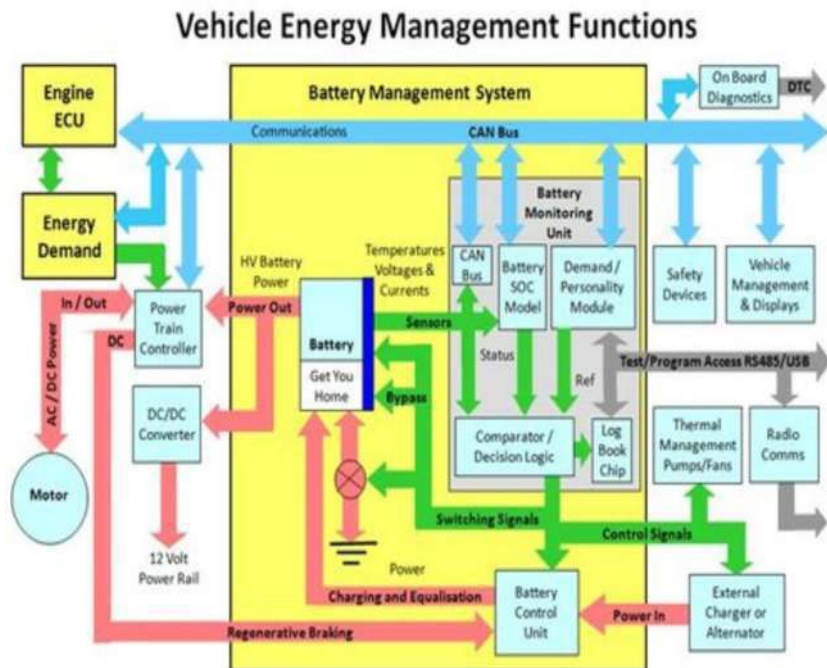 Vehicle Energy Management Functions
Engine
ECU
Battery Management System
On Board
Diagnostics
DTC
Communications
CAN Bus
Energy
Demand
Battery
Monitoring
Unit
Temperatures
Voltages &
Currents
HV Battery
Power
CAN
Bus
Battery
SOC
Model
Demand /
Personality
Module
Safety
Devices
Vehicle
Management
& Displays
In / Out
Power
Train
Controller
Power Out
DC
AC / DC Power
Battery
Sensors
Status
Ref
Get You
Home
Bypass
Test/Program Access RS485/USB
DC/DC
Converter
Comparator /
Decision Logic
Log
Book
Chip
Thermal
Management
Pumps/Fans
Radio
Comms
Motor
Switching Signals
Control Signals
12 Volt
Power Rail
Power
Charging and Equalisation
Battery
Control
Unit
Power In
External
Charger or
Alternator
Regenerative Braking